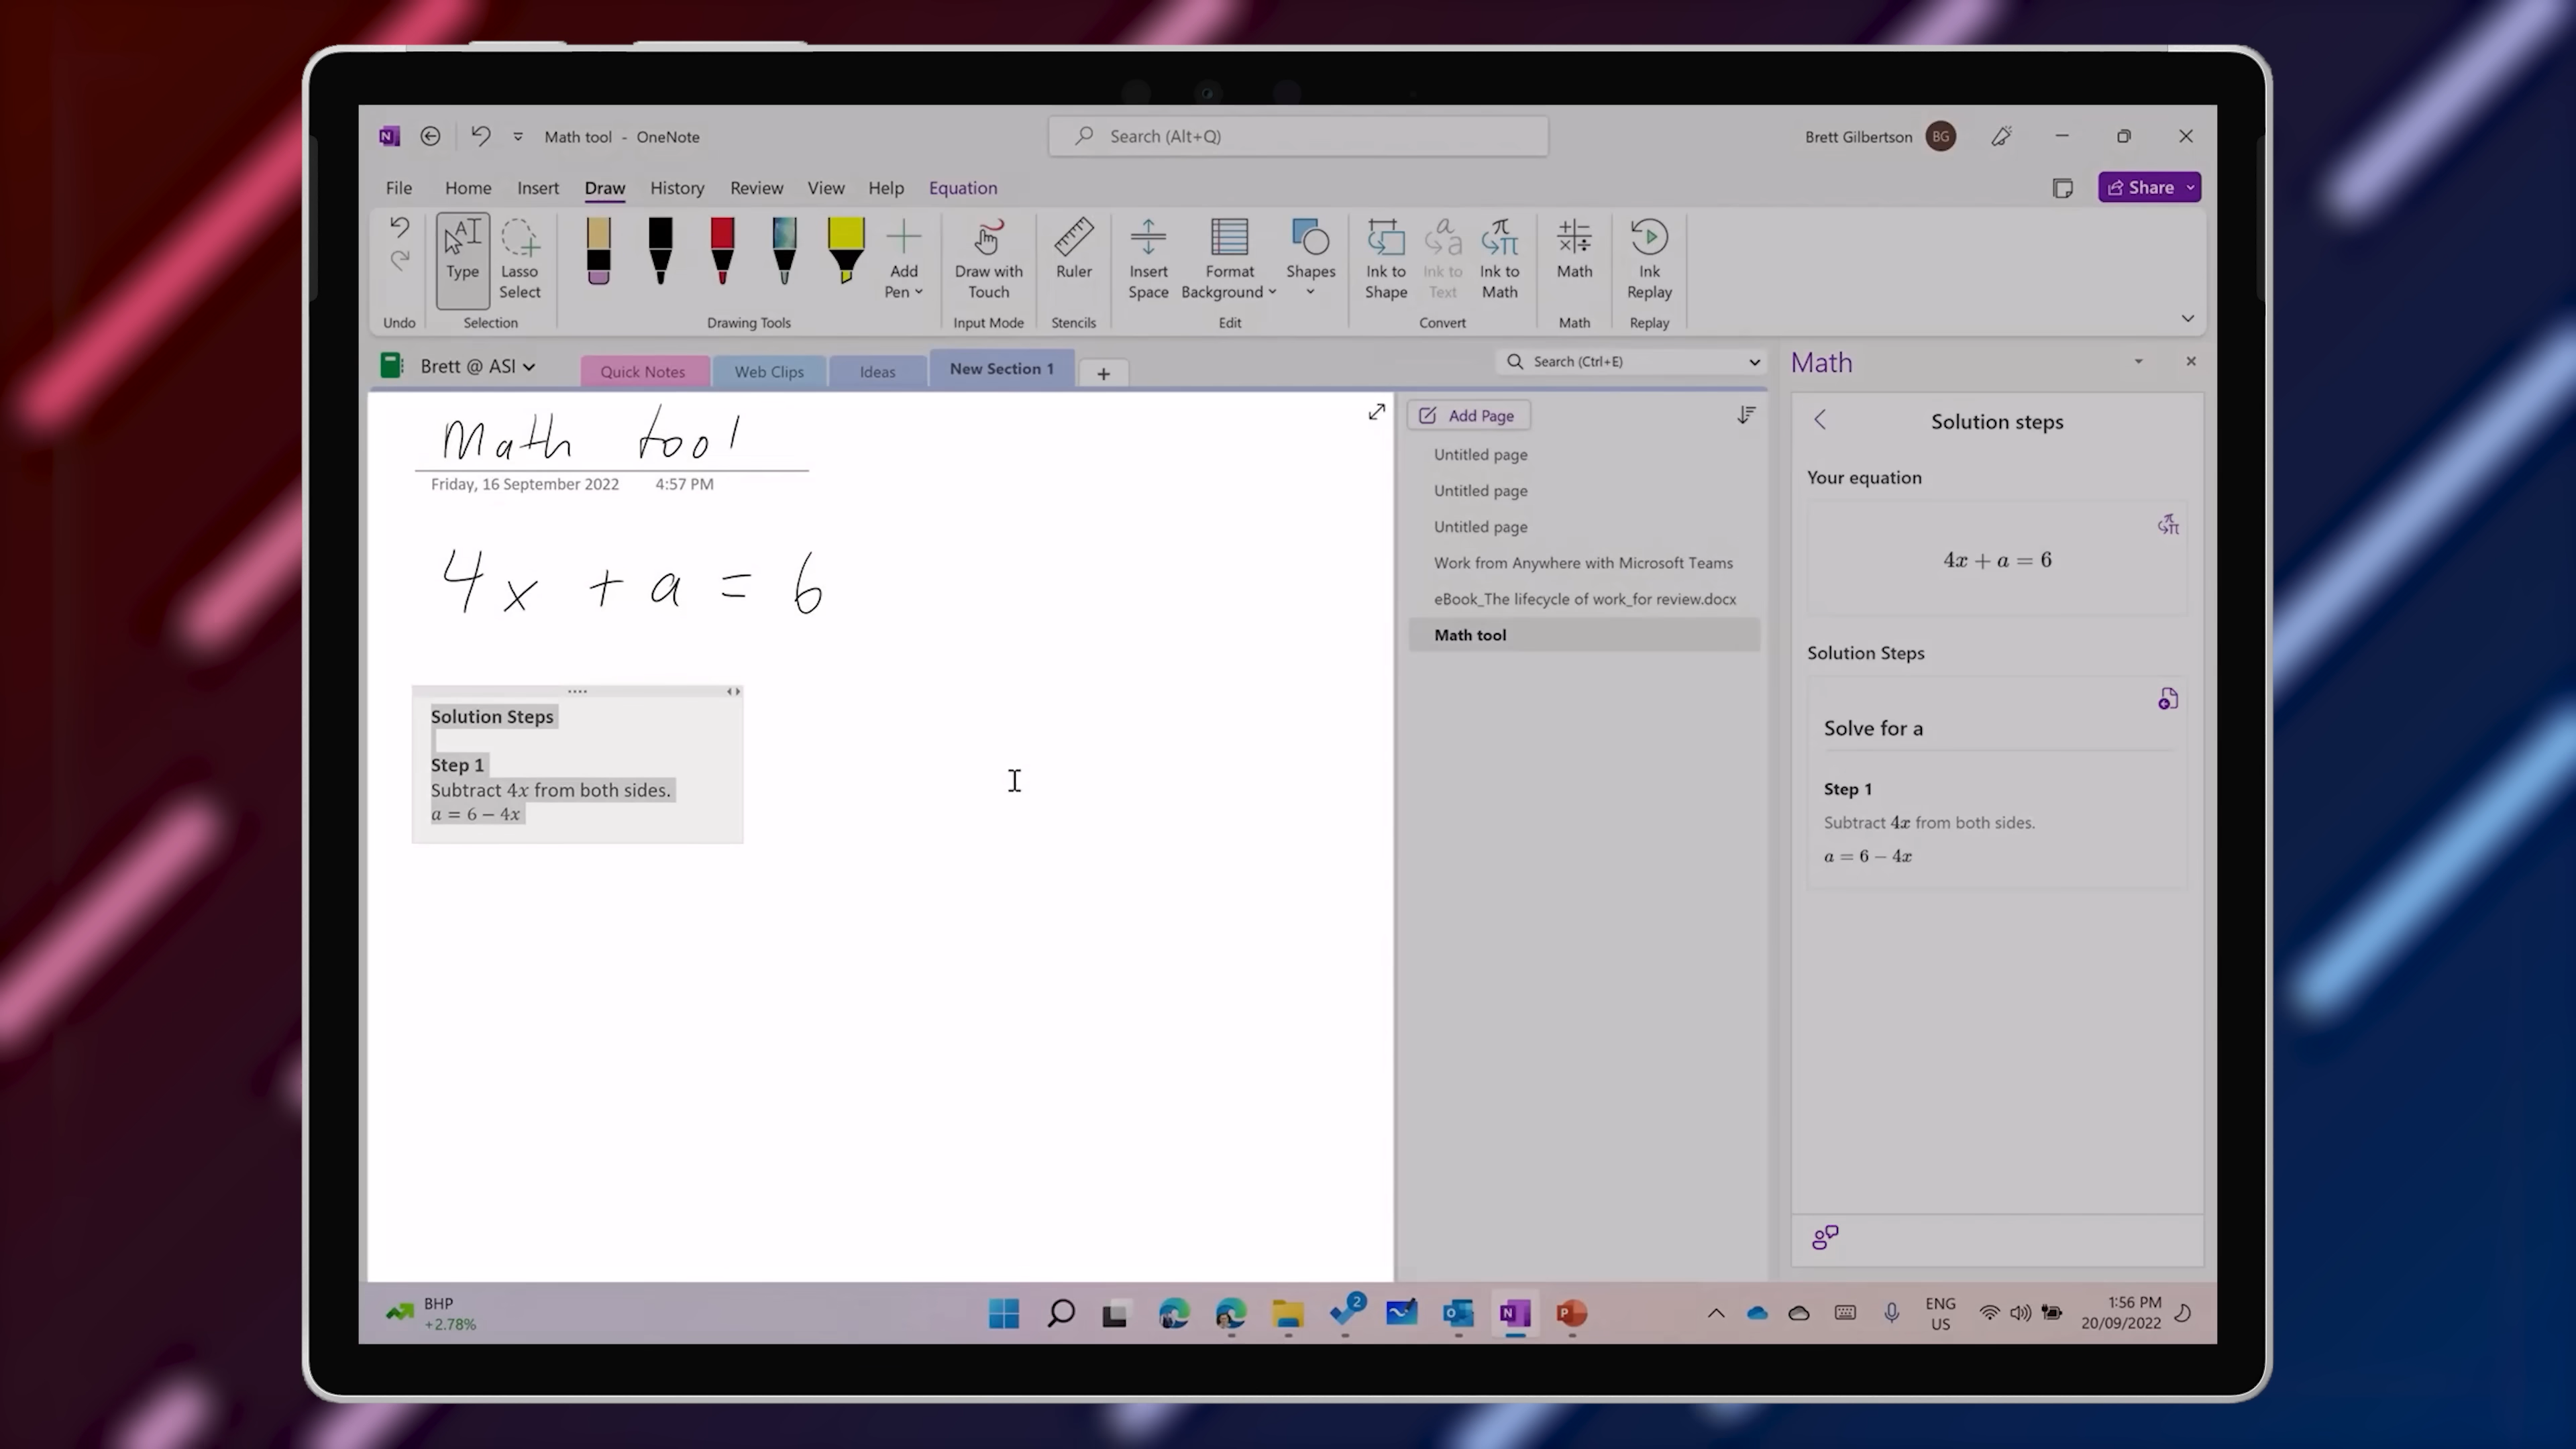 Math tool - OneNote
Search (Alt+Q)
Brett Gilbertson BG
File Home Insert Draw History Review View Help Equation
Share
Type
Lasso Select
Add Pen
Draw with Touch
Ruler
Insert Space
Format Background
Shapes
Ink to Shape
Ink to Text
Ink to Math
Math
Ink Replay
Undo Selection Drawing Tools Input Mode Stencils Edit Convert Math Replay
Brett @ ASI
Quick Notes Web Clips Ideas New Section 1 +
Search (Ctrl+E)
Math tool
Friday, 16 September 2022 4:57 PM
4x + a = 6
Solution Steps
Step 1
Subtract 4x from both sides.
a = 6 − 4x
Add Page
Untitled page
Untitled page
Untitled page
Work from Anywhere with Microsoft Teams
eBook_The lifecycle of work_for review.docx
Math tool
Math
Solution steps
Your equation
4x + a = 6
Solution Steps
Solve for a
Step 1
Subtract 4x from both sides.
a = 6 − 4x
BHP
+2.78%
2
ENG
US
1:56 PM
20/09/2022